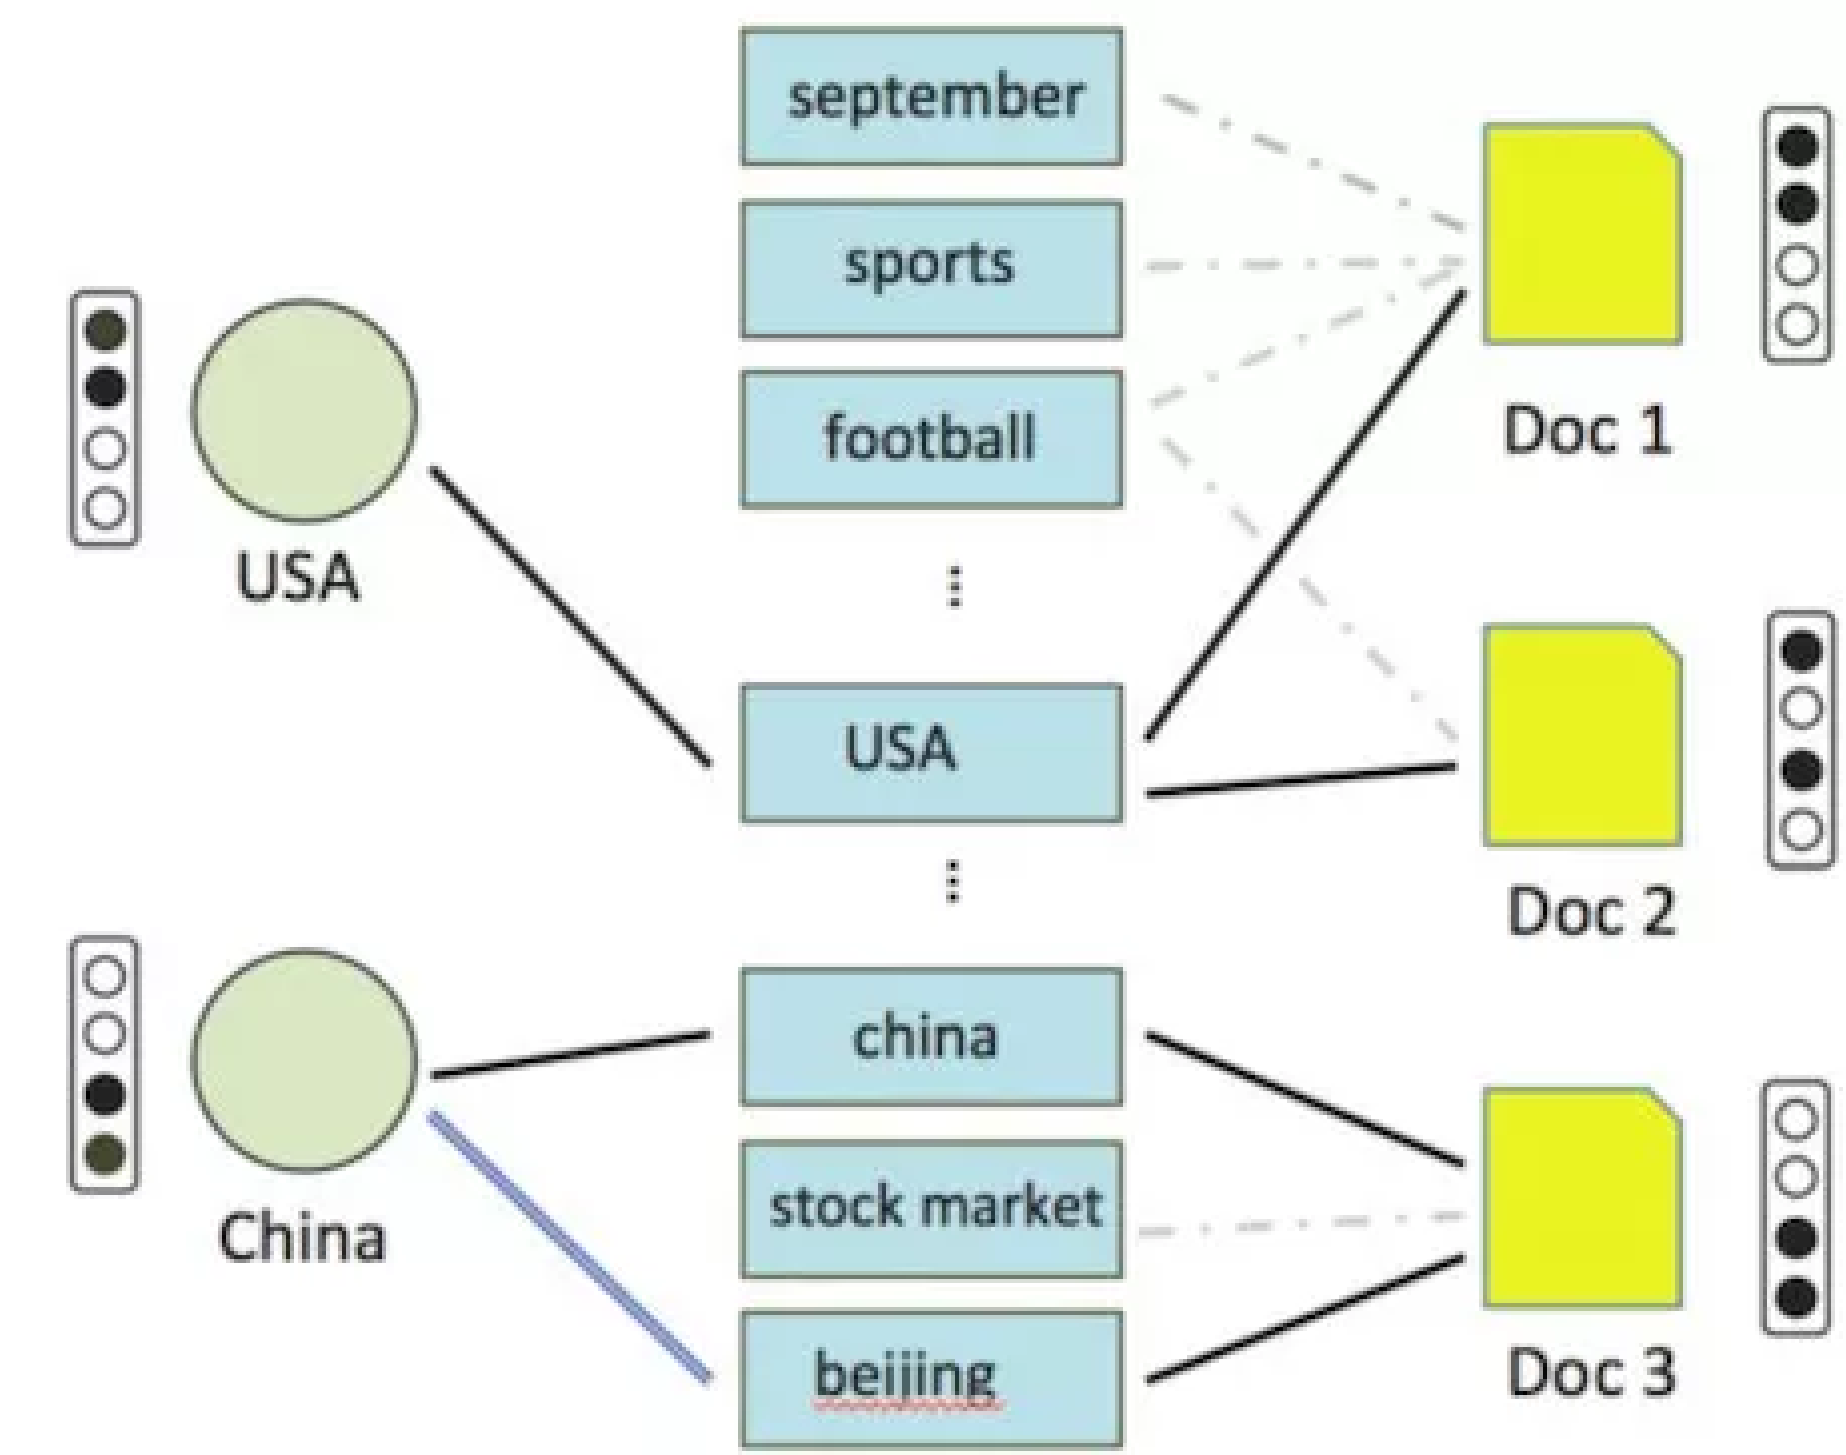 september
sports
football
USA
USA
china
stock market
beijing
China
Doc 1
Doc 2
Doc 3